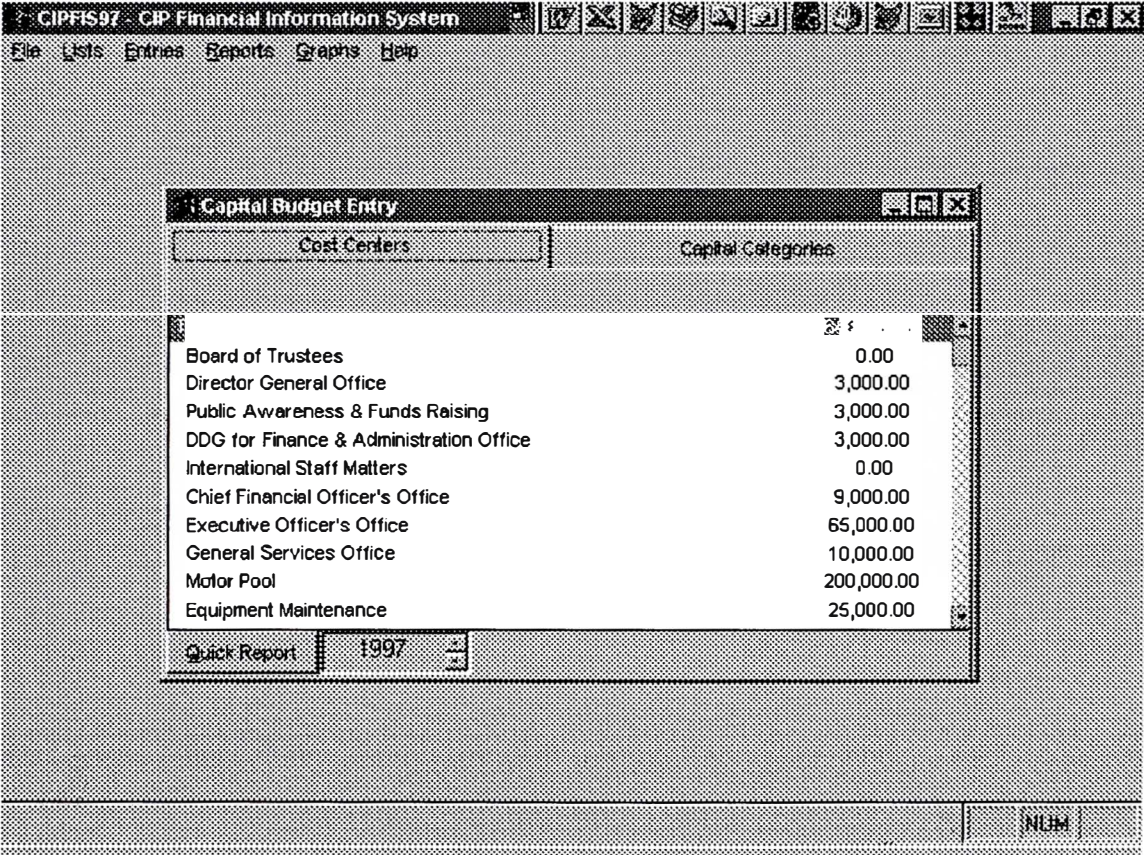 CIPFIS97 - CIP Financial Information System
File Lists Entries Reports Graphs Help
Capital Budget Entry
Cost Centers Capital Categories
Board of Trustees 0.00
Director General Office 3,000.00
Public Awareness & Funds Raising 3,000.00
DDG for Finance & Administration Office 3,000.00
International Staff Matters 0.00
Chief Financial Officer's Office 9,000.00
Executive Officer's Office 65,000.00
General Services Office 10,000.00
Motor Pool 200,000.00
Equipment Maintenance 25,000.00
Quick Report 1997
NUM